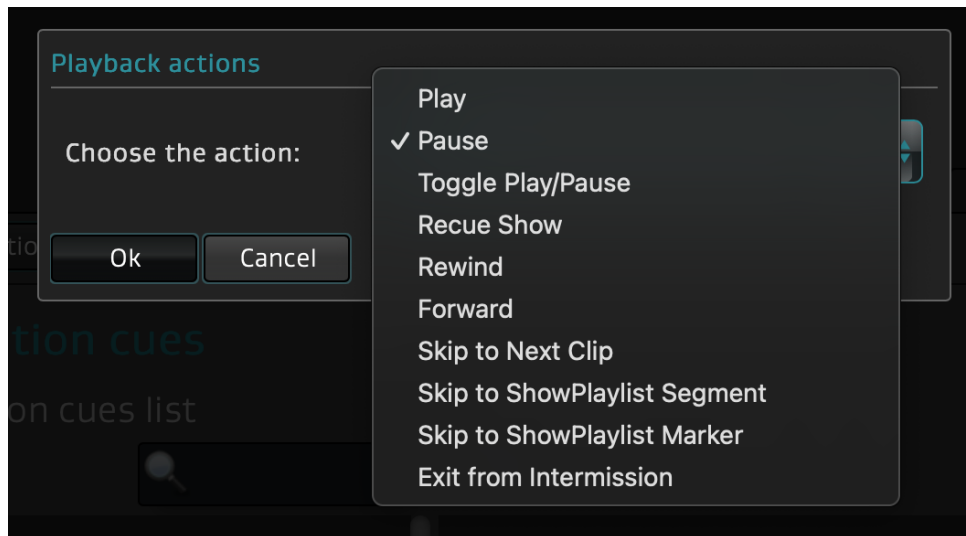 Playback actions
Choose the action:
Play
✓ Pause
Toggle Play/Pause
Recue Show
Rewind
Forward
Skip to Next Clip
Skip to ShowPlaylist Segment
Skip to ShowPlaylist Marker
Exit from Intermission
Ok
Cancel
tio
tion cues
on cues list